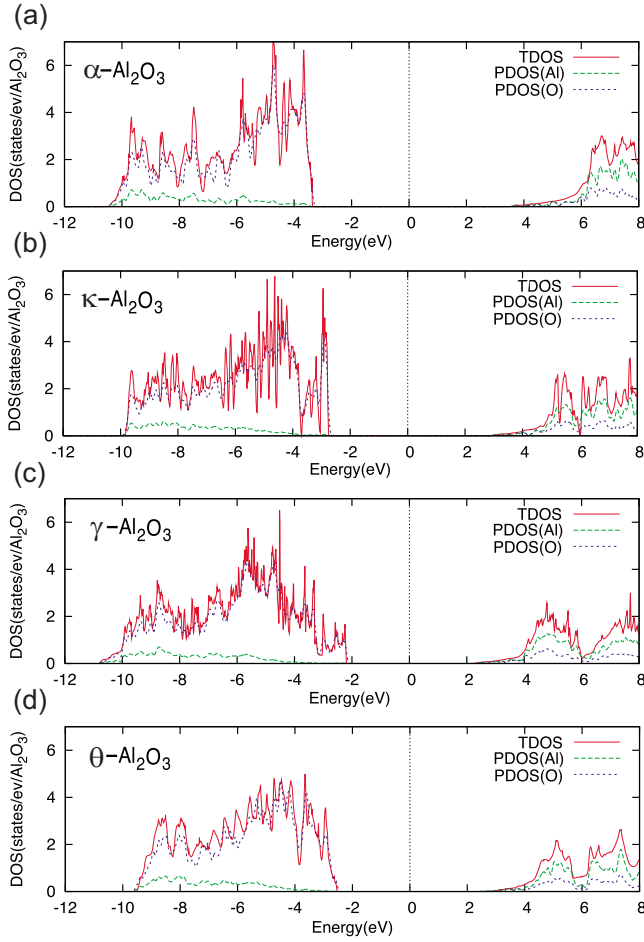 (a)
DOS(states/ev/Al2O3)
6
4
2
0
α-Al2O3
TDOS
PDOS(Al)
PDOS(O)
-12 -10 -8 -6 -4 -2 0 2 4 6 8
Energy(eV)
(b)
DOS(states/ev/Al2O3)
6
4
2
0
κ-Al2O3
TDOS
PDOS(Al)
PDOS(O)
-12 -10 -8 -6 -4 -2 0 2 4 6 8
Energy(eV)
(c)
DOS(states/ev/Al2O3)
6
4
2
0
γ-Al2O3
TDOS
PDOS(Al)
PDOS(O)
-12 -10 -8 -6 -4 -2 0 2 4 6 8
Energy(eV)
(d)
DOS(states/ev/Al2O3)
6
4
2
0
θ-Al2O3
TDOS
PDOS(Al)
PDOS(O)
-12 -10 -8 -6 -4 -2 0 2 4 6 8
Energy(eV)